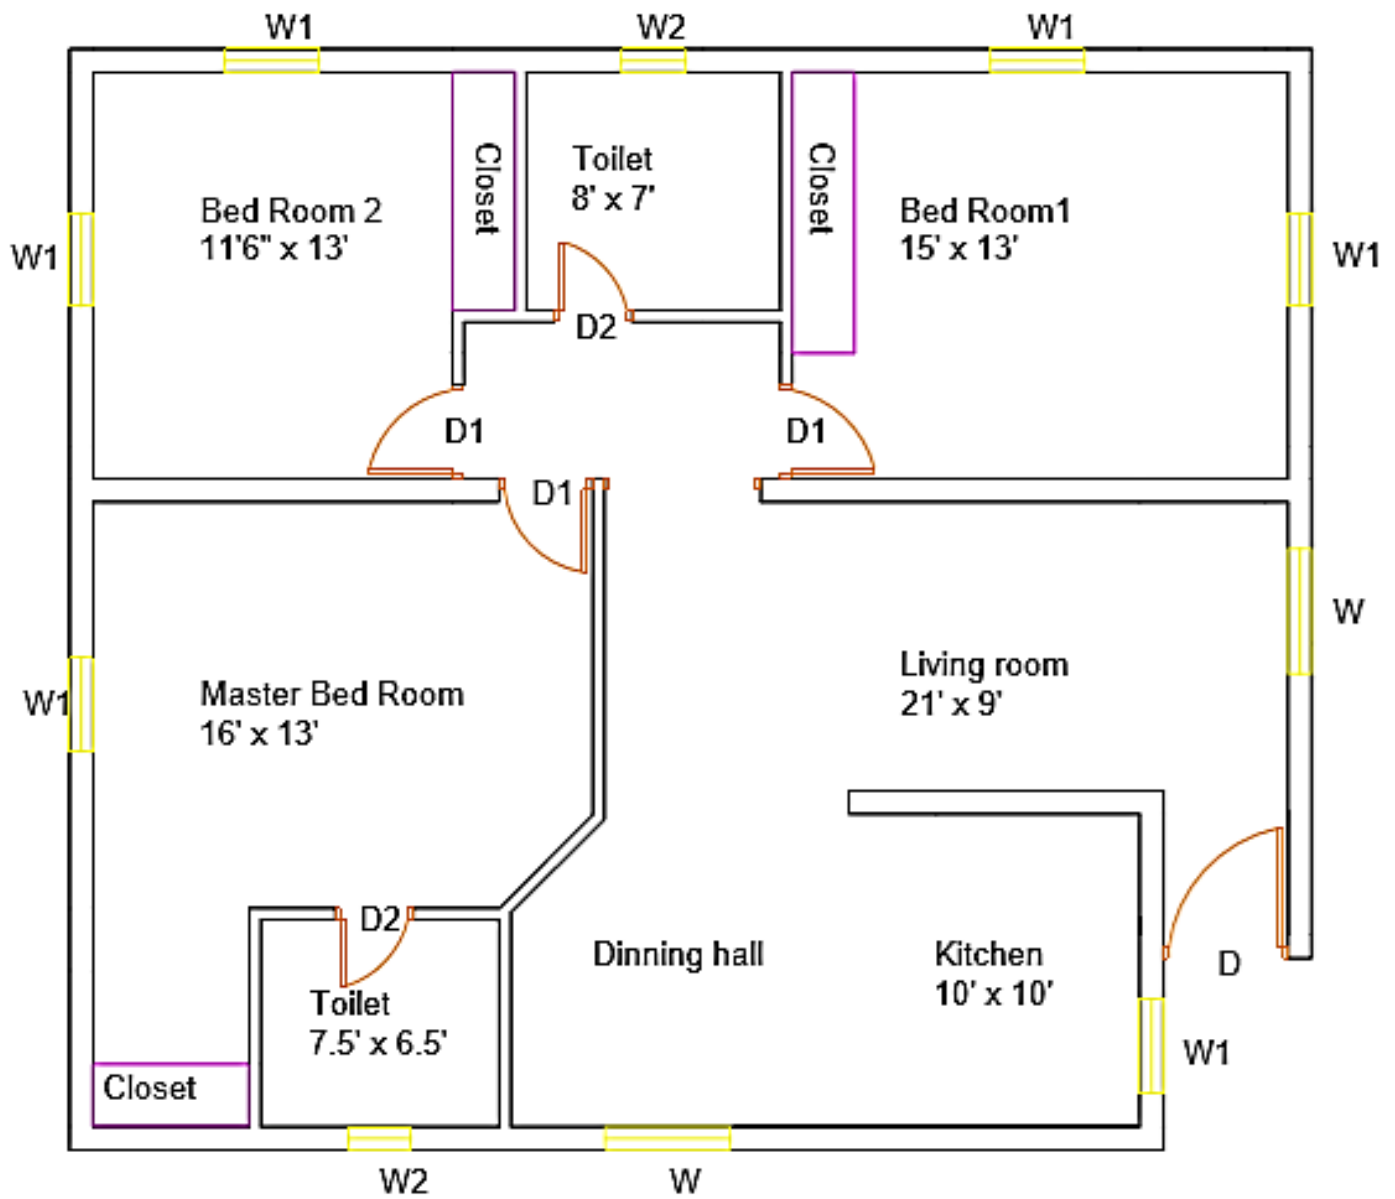 W1
W2
W1
Closet
Toilet
8' x 7'
Closet
Bed Room 2
11'6" x 13'
Bed Room1
15' x 13'
W1
W1
D2
D1
D1
D1
W
Living room
21' x 9'
Master Bed Room
16' x 13'
W1
D2
Dinning hall
Kitchen
10' x 10'
D
Toilet
7.5' x 6.5'
W1
Closet
W2
W